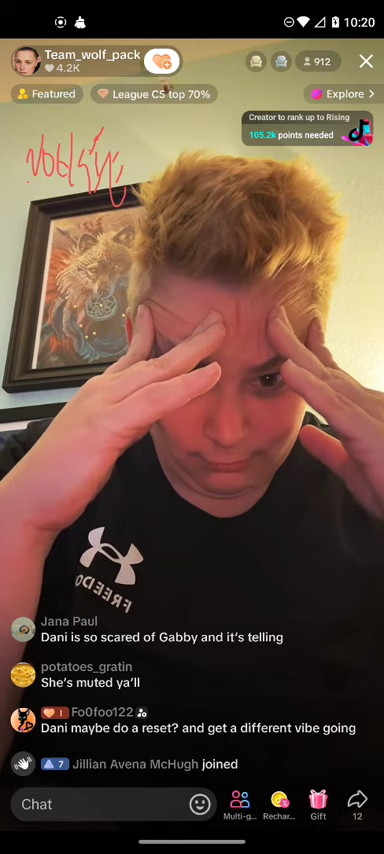 10:20
Team_wolf_pack
4.2K
912
Featured
League C5 top 70%
Explore >
Creator to rank up to Rising
105.2k points needed
FREEDO
Jana Paul
Dani is so scared of Gabby and it's telling
potatoes_gratin
She's muted ya'll
1 Fo0foo122
Dani maybe do a reset? and get a different vibe going
7 Jillian Avena McHugh joined
Chat
Multi-g...
Rechar...
Gift
12